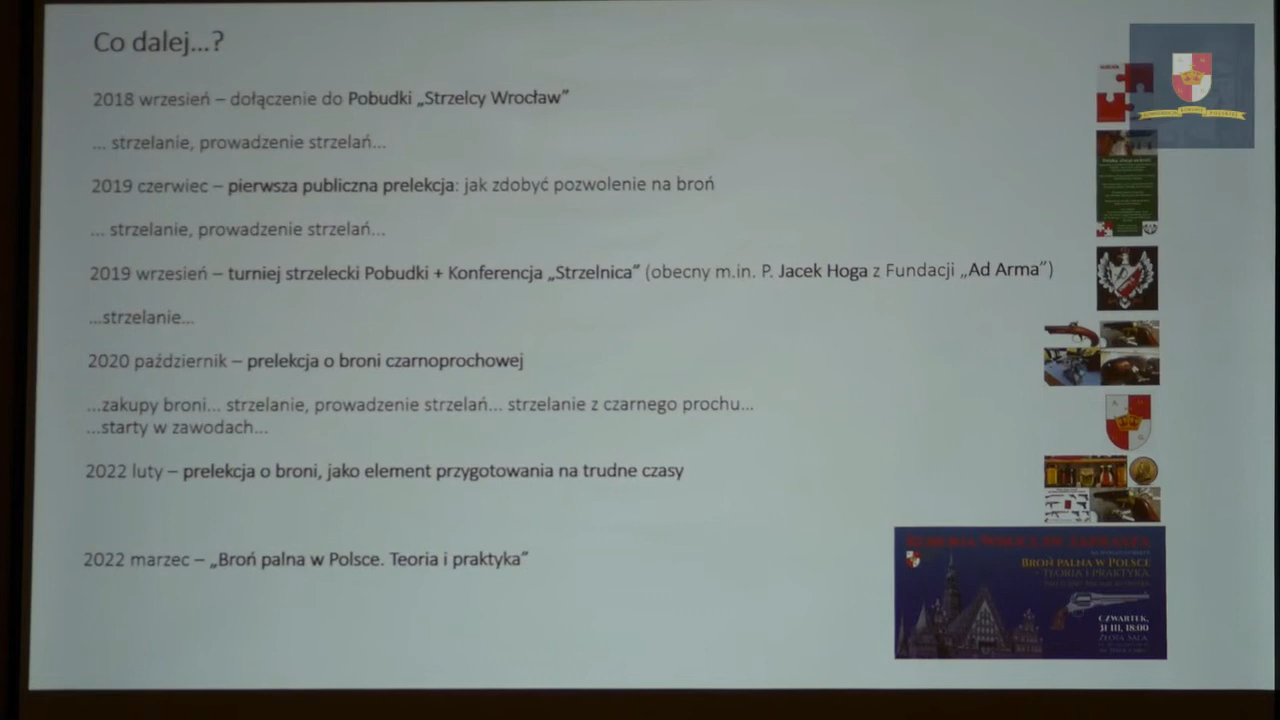 Co dalej...?
2018 wrzesień – dołączenie do Pobudki „Strzelcy Wrocław”
... strzelanie, prowadzenie strzelań...
2019 czerwiec – pierwsza publiczna prelekcja: jak zdobyć pozwolenie na broń
... strzelanie, prowadzenie strzelań...
2019 wrzesień – turniej strzelecki Pobudki + Konferencja „Strzelnica” (obecny m.in. P. Jacek Hoga z Fundacji „Ad Arma”)
...strzelanie...
2020 październik – prelekcja o broni czarnoprochowej
...zakupy broni... strzelanie, prowadzenie strzelań... strzelanie z czarnego prochu...
...starty w zawodach...
2022 luty – prelekcja o broni, jako element przygotowania na trudne czasy
2022 marzec – „Broń palna w Polsce. Teoria i praktyka”
Broń palna w Polsce
– teoria i praktyka
czwartek,
31 III, 18:00